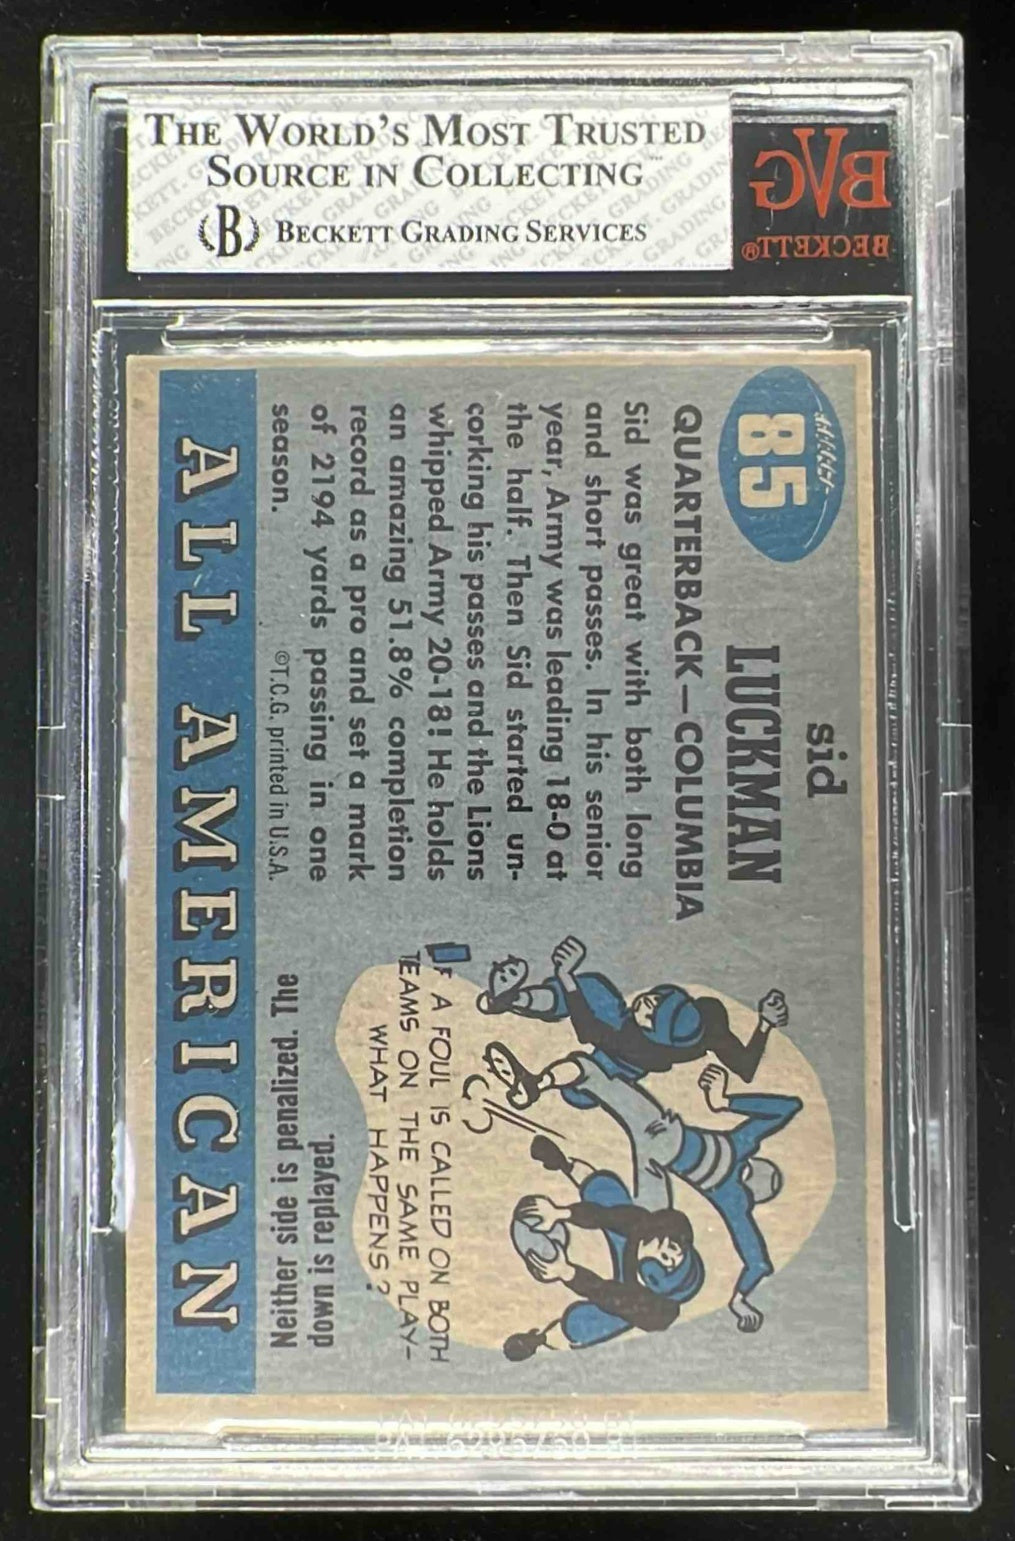 THE WORLD'S MOST TRUSTED
SOURCE IN COLLECTING™
B BECKETT GRADING SERVICES
BVG
BECKETT®
85
sid
LUCKMAN
QUARTERBACK—COLUMBIA
Sid was great with both long
and short passes. In his senior
year, Army was leading 18-0 at
the half. Then Sid started un-
corking his passes and the Lions
whipped Army 20-18! He holds
an amazing 51.8% completion
record as a pro and set a mark
of 2194 yards passing in one
season.
©T.C.G. printed in U.S.A.
IF A FOUL IS CALLED ON BOTH
TEAMS ON THE SAME PLAY-
WHAT HAPPENS?
Neither side is penalized. The
down is replayed.
ALL AMERICAN